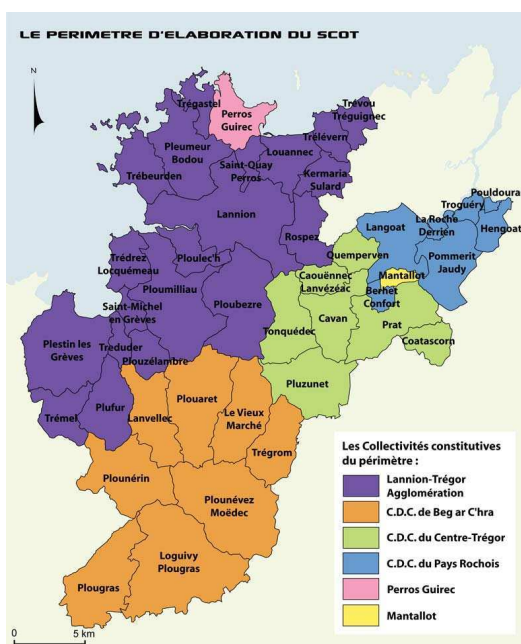 LE PERIMETRE D'ELABORATION DU SCOT
N
Trégastel
Perros
Guirec
Trévou
Tréguignec
Trélévern
Pleumeur
Bodou
Louannec
Saint-Quay
Perros
Kermaria
Sulard
Trébeurden
Lannion
Rospez
Pouldouran
Troguéry
La Roche
Derrien
Hengoat
Langoat
Pommerit
Jaudy
Quemperven
Mantallot
Berhet
Confort
Caouënnec
Lanvézéac
Trédrez
Locquémeau
Ploulec'h
Ploumilliau
Ploubezre
Saint-Michel
en Grèves
Tonquédec
Cavan
Prat
Coatascorn
Plestin les
Grèves
Treduder
Plouzélambre
Pluzunet
Trémel
Plufur
Lanvellec
Plouaret
Le Vieux
Marché
Trégrom
Plounérin
Plounévez
Moëdec
Loguivy
Plougras
Plougras
Les Collectivités constitutives
du périmètre :
Lannion-Trégor
Agglomération
C.D.C. de Beg ar C'hra
C.D.C. du Centre-Trégor
C.D.C. du Pays Rochois
Perros Guirec
Mantallot
0 5 km